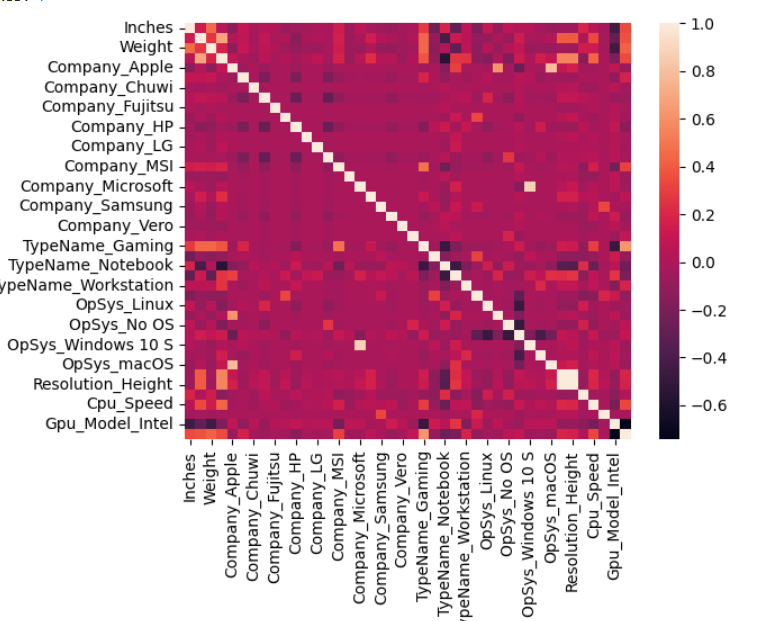 Inches
Weight
Company_Apple
Company_Chuwi
Company_Fujitsu
Company_HP
Company_LG
Company_MSI
Company_Microsoft
Company_Samsung
Company_Vero
TypeName_Gaming
TypeName_Notebook
ypeName_Workstation
OpSys_Linux
OpSys_No OS
OpSys_Windows 10 S
OpSys_macOS
Resolution_Height
Cpu_Speed
Gpu_Model_Intel
1.0
0.8
0.6
0.4
0.2
0.0
−0.2
−0.4
−0.6
Inches
Weight
Company_Apple
Company_Chuwi
Company_Fujitsu
Company_HP
Company_LG
Company_MSI
Company_Microsoft
Company_Samsung
Company_Vero
TypeName_Gaming
TypeName_Notebook
peName_Workstation
OpSys_Linux
OpSys_No OS
OpSys_Windows 10 S
OpSys_macOS
Resolution_Height
Cpu_Speed
Gpu_Model_Intel